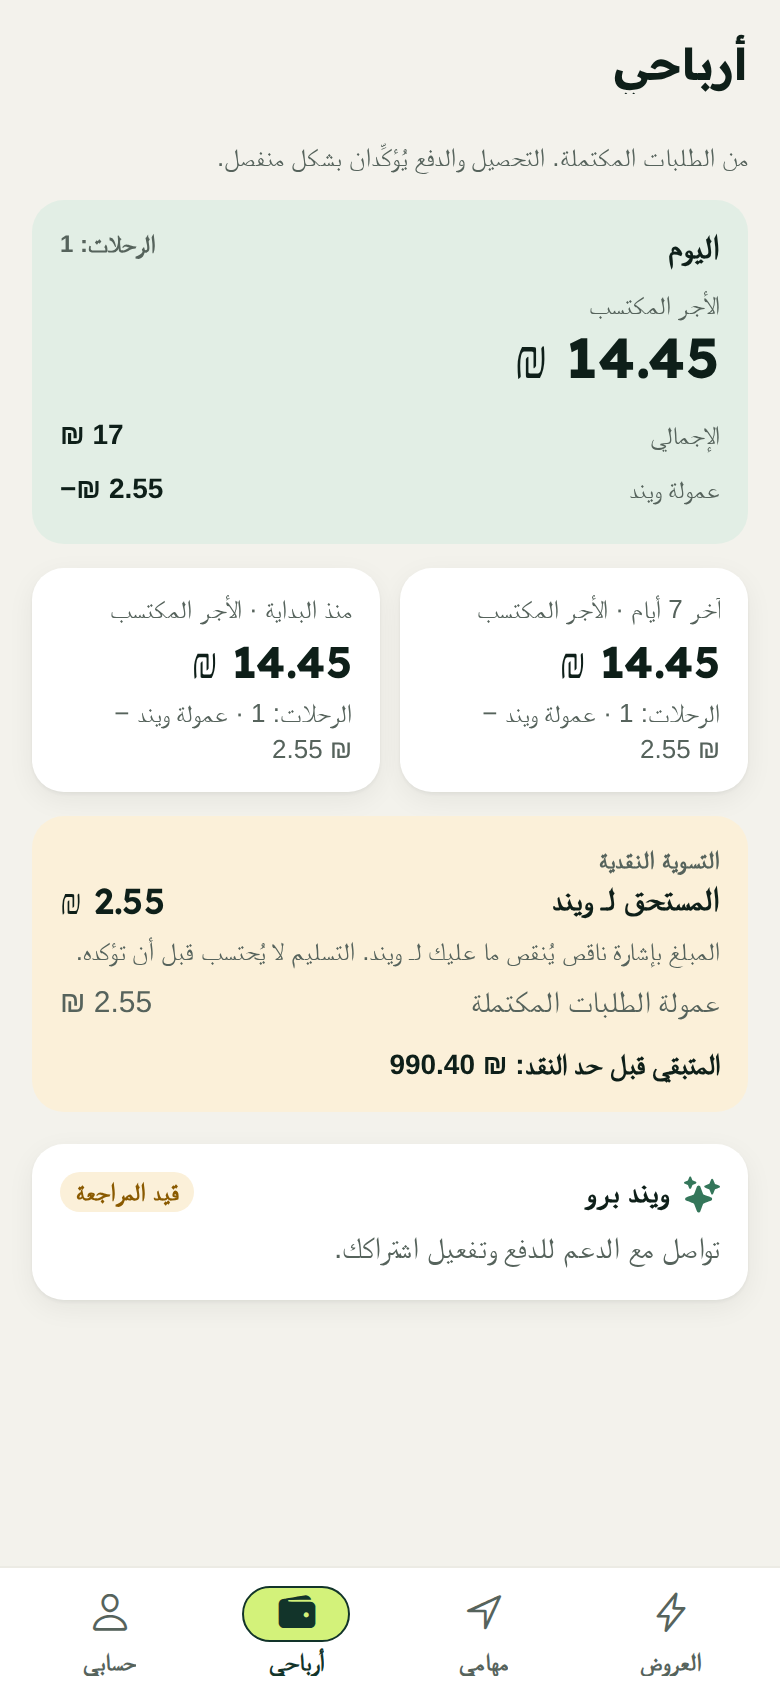 أرباحي
من الطلبات المكتملة. التحصيل والدفع يُؤكَّدان بشكل منفصل.
اليوم
الرحلات: 1
الأجر المكتسب
14.45 ₪
الإجمالي
17 ₪
عمولة ويند
−2.55 ₪
آخر 7 أيام · الأجر المكتسب
14.45 ₪
الرحلات: 1 · عمولة ويند −
2.55 ₪
منذ البداية · الأجر المكتسب
14.45 ₪
الرحلات: 1 · عمولة ويند −
2.55 ₪
التسوية النقدية
المستحق لـ ويند
2.55 ₪
المبلغ بإشارة ناقص يُنقص ما عليك لـ ويند. التسليم لا يُحتسب قبل أن تؤكده.
عمولة الطلبات المكتملة
2.55 ₪
المتبقي قبل حد النقد: ₪ 990.40
ويند برو
قيد المراجعة
تواصل مع الدعم للدفع وتفعيل اشتراكك.
العروض
مهامي
أرباحي
حسابي